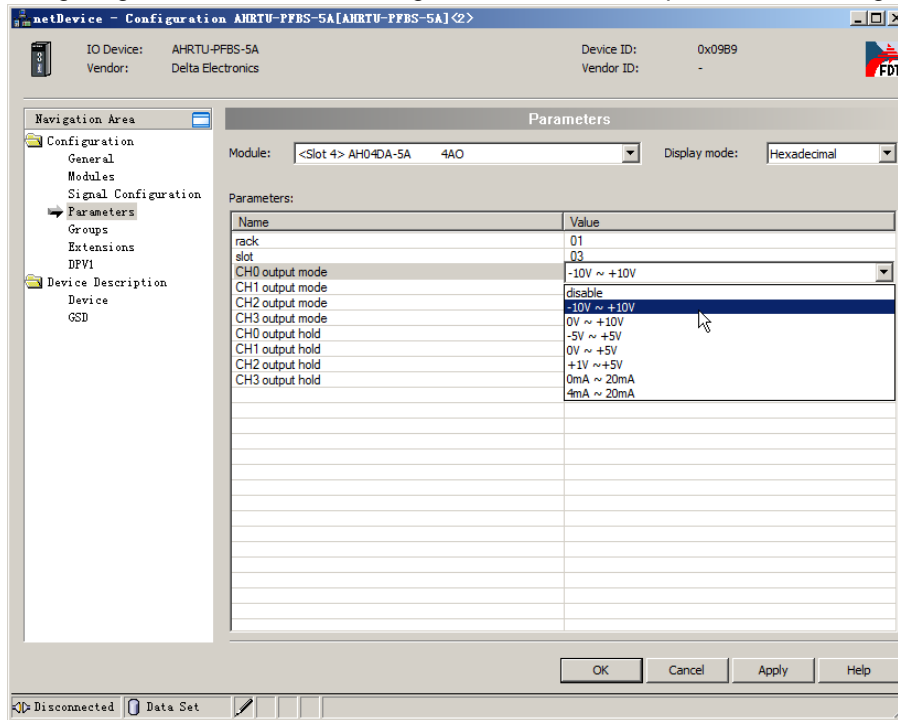 netDevice - Configuration AHRTU-PFBS-5A[AHRTU-PFBS-5A]<2>
IO Device: AHRTU-PFBS-5A Device ID: 0x09B9
Vendor: Delta Electronics Vendor ID: -
FDT
Navigation Area
Configuration
General
Modules
Signal Configuration
Parameters
Groups
Extensions
DPV1
Device Description
Device
GSD
Parameters
Module: <Slot 4> AH04DA-5A 4AO Display mode: Hexadecimal
Parameters:
Name Value
rack 01
slot 03
CH0 output mode -10V ~ +10V
CH1 output mode
CH2 output mode
CH3 output mode
CH0 output hold
CH1 output hold
CH2 output hold
CH3 output hold
disable
-10V ~ +10V
0V ~ +10V
-5V ~ +5V
0V ~ +5V
+1V ~+5V
0mA ~ 20mA
4mA ~ 20mA
OK Cancel Apply Help
Disconnected Data Set